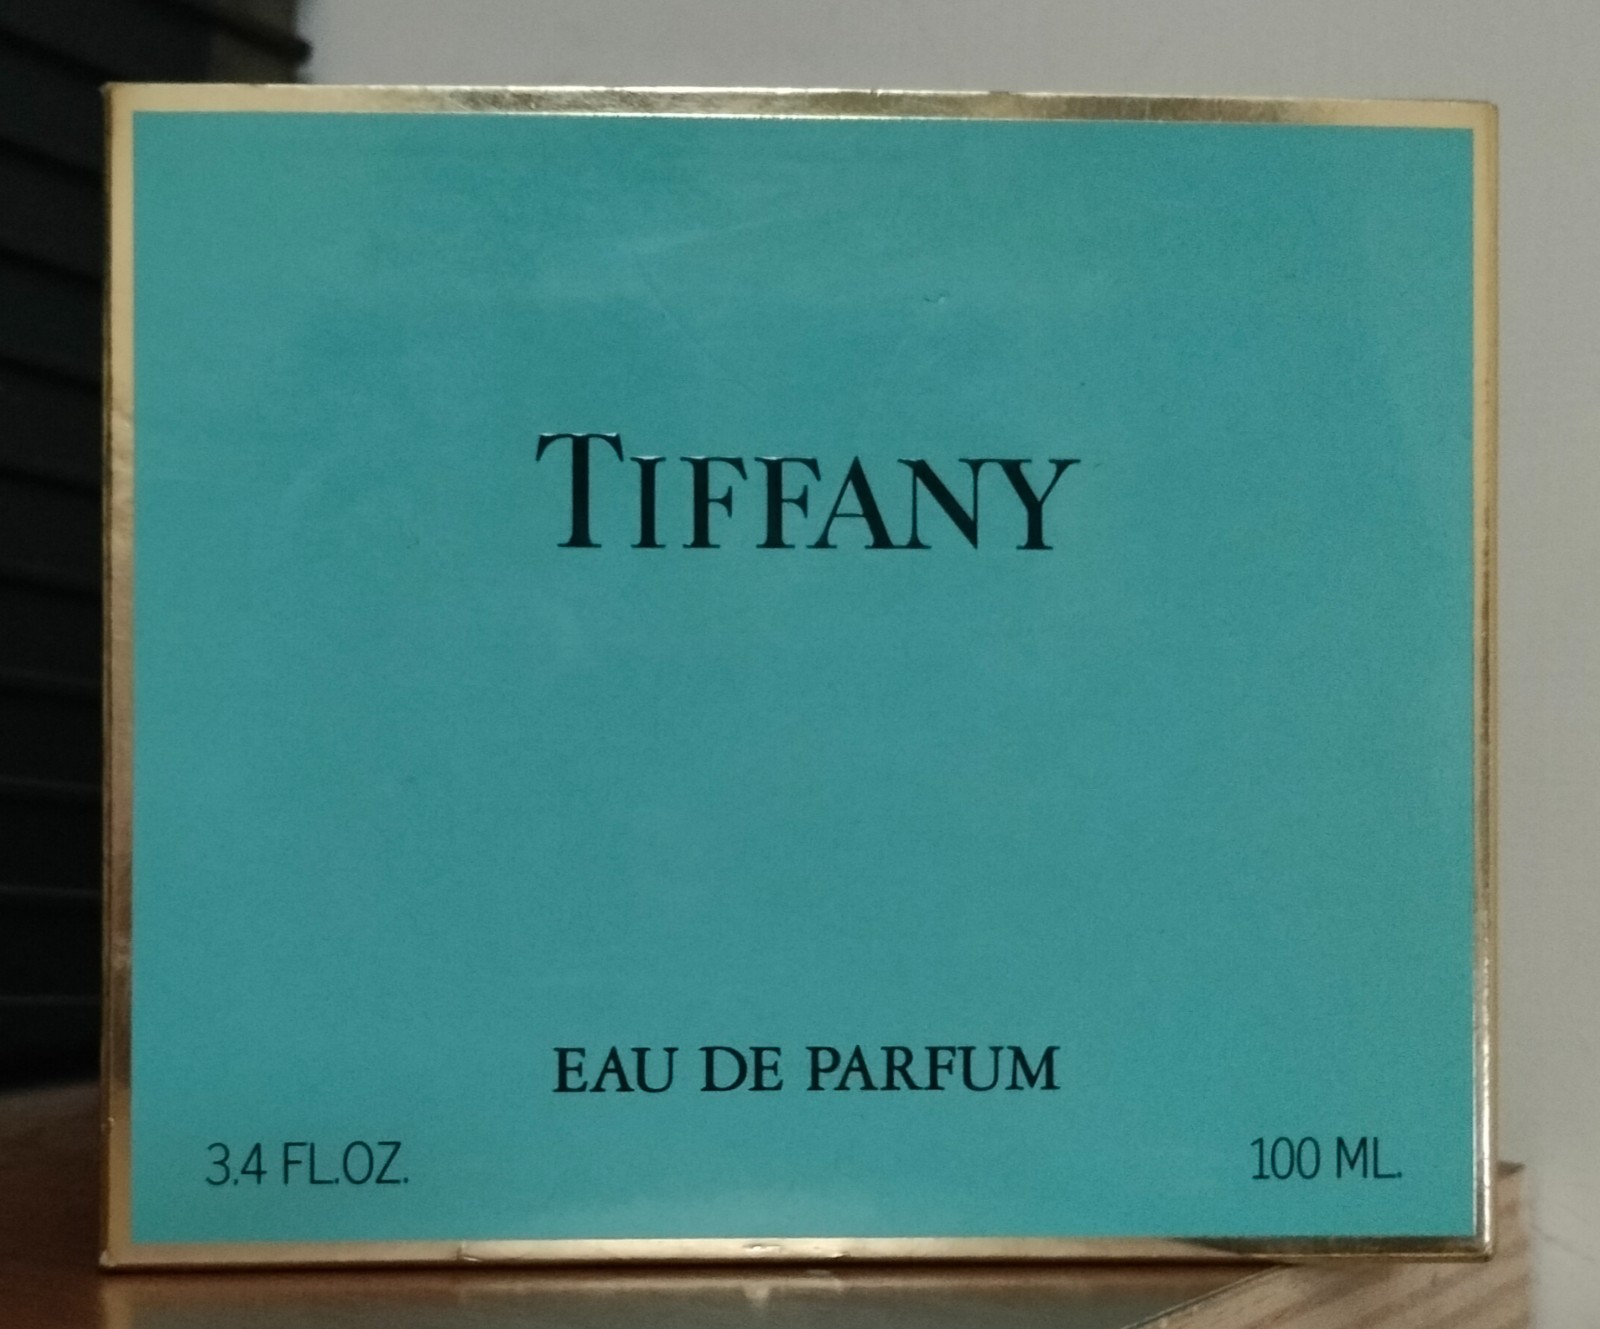 TIFFANY
EAU DE PARFUM
3.4 FL.OZ.
100 ML.